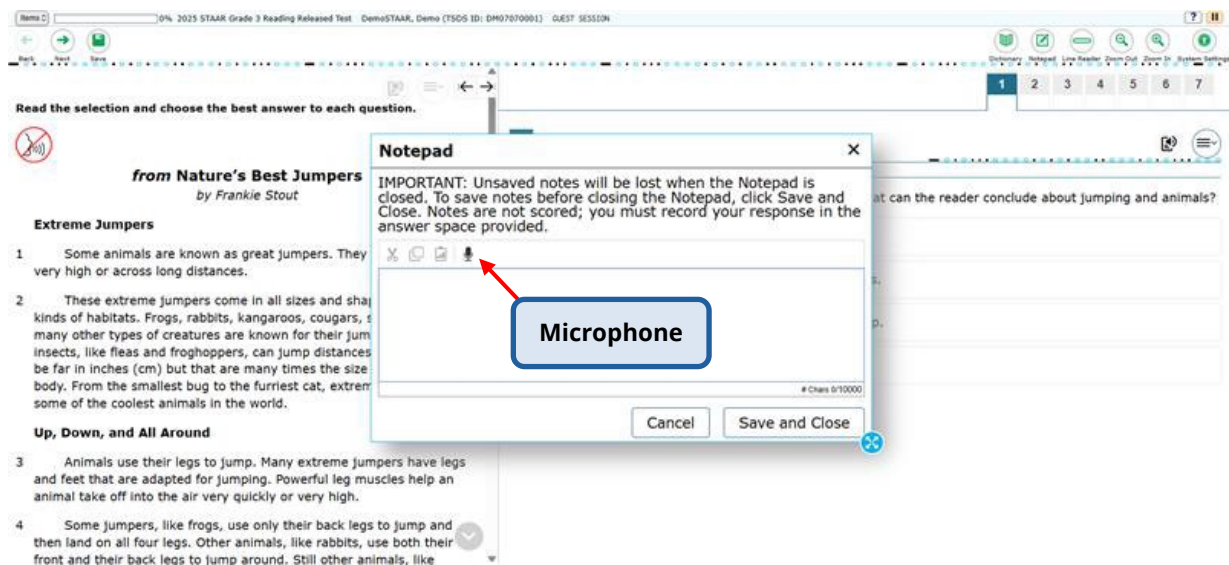 Items
0% 2025 STAAR Grade 3 Reading Released Test DemoSTAAR, Demo (TSDS ID: DM07070001) GUEST SESSION
?
Back Next Save
Dictionary Notepad Line Reader Zoom Out Zoom In System Settings
1 2 3 4 5 6 7
Read the selection and choose the best answer to each question.
from Nature's Best Jumpers
by Frankie Stout
Extreme Jumpers
1 Some animals are known as great jumpers. They
very high or across long distances.
2 These extreme jumpers come in all sizes and
kinds of habitats. Frogs, rabbits, kangaroos, cougars,
many other types of creatures are known for their
insects, like fleas and froghoppers, can jump distances
be far in inches (cm) but that are many times the size
body. From the smallest bug to the furriest cat,
some of the coolest animals in the world.
Up, Down, and All Around
3 Animals use their legs to jump. Many extreme jumpers have legs
and feet that are adapted for jumping. Powerful leg muscles help an
animal take off into the air very quickly or very high.
4 Some jumpers, like frogs, use only their back legs to jump and
then land on all four legs. Other animals, like rabbits, use both their
front and their back legs to jump around. Still other animals, like
Notepad
IMPORTANT: Unsaved notes will be lost when the Notepad is
closed. To save notes before closing the Notepad, click Save and
Close. Notes are not scored; you must record your response in the
answer space provided.
Microphone
# Chars 0/10000
Cancel Save and Close
can the reader conclude about jumping and animals?